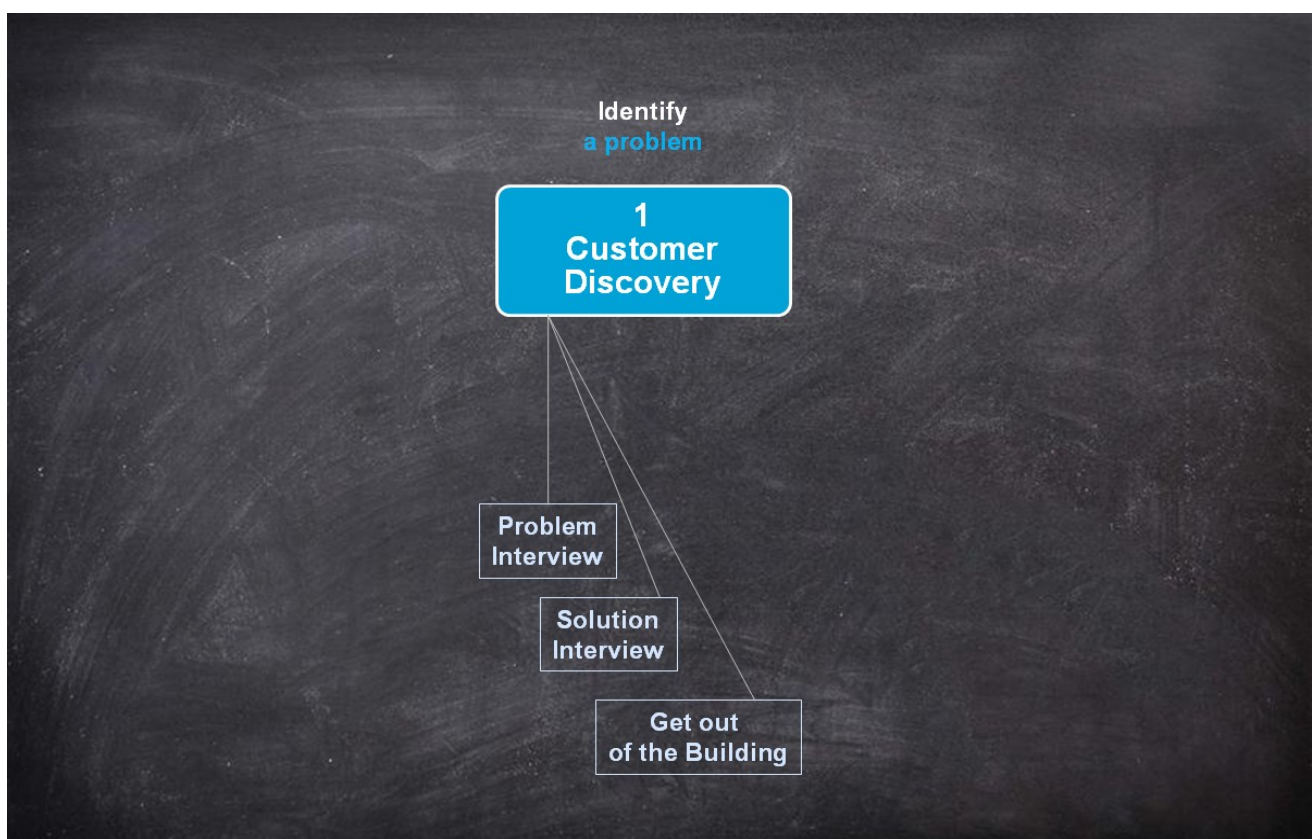 Identify
a problem
1
Customer
Discovery
Problem
Interview
Solution
Interview
Get out
of the Building